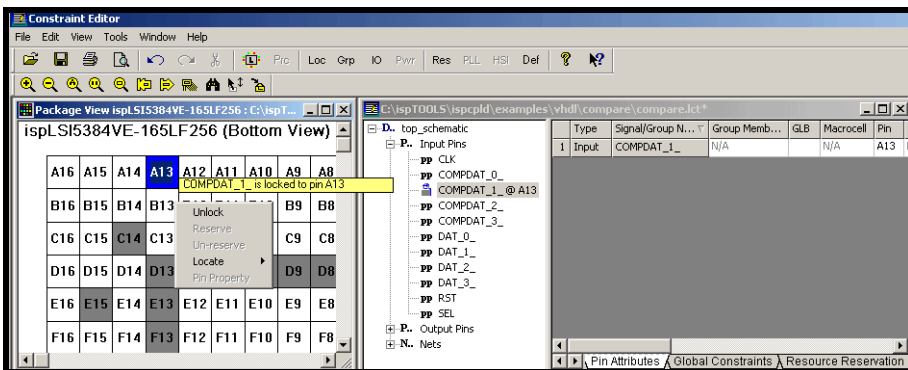 Constraint Editor
File Edit View Tools Window Help
Prc Loc Grp IO Pwr Res PLL HSI Def
Package View ispLSI5384VE-165LF256 : C:\ispT...
ispLSI5384VE-165LF256 (Bottom View)
A16 A15 A14 A13 A12 A11 A10 A9 A8
COMPDAT_1_ is locked to pin A13
B16 B15 B14 B13 B9 B8
C16 C15 C14 C13 C9 C8
D16 D15 D14 D13 D9 D8
E16 E15 E14 E13 E12 E11 E10 E9 E8
F16 F15 F14 F13 F12 F11 F10 F9 F8
Unlock
Reserve
Un-reserve
Locate
Pin Property
C:\ispTOOLS\ispcpld\examples\vhdl\compare\compare.lct*
D.. top_schematic
P.. Input Pins
PP CLK
PP COMPDAT_0_
COMPDAT_1_ @ A13
PP COMPDAT_2_
PP COMPDAT_3_
PP DAT_0_
PP DAT_1_
PP DAT_2_
PP DAT_3_
PP RST
PP SEL
P.. Output Pins
N.. Nets
Type Signal/Group N... Group Memb... GLB Macrocell Pin
1 Input COMPDAT_1_ N/A N/A A13
Pin Attributes Global Constraints Resource Reservation